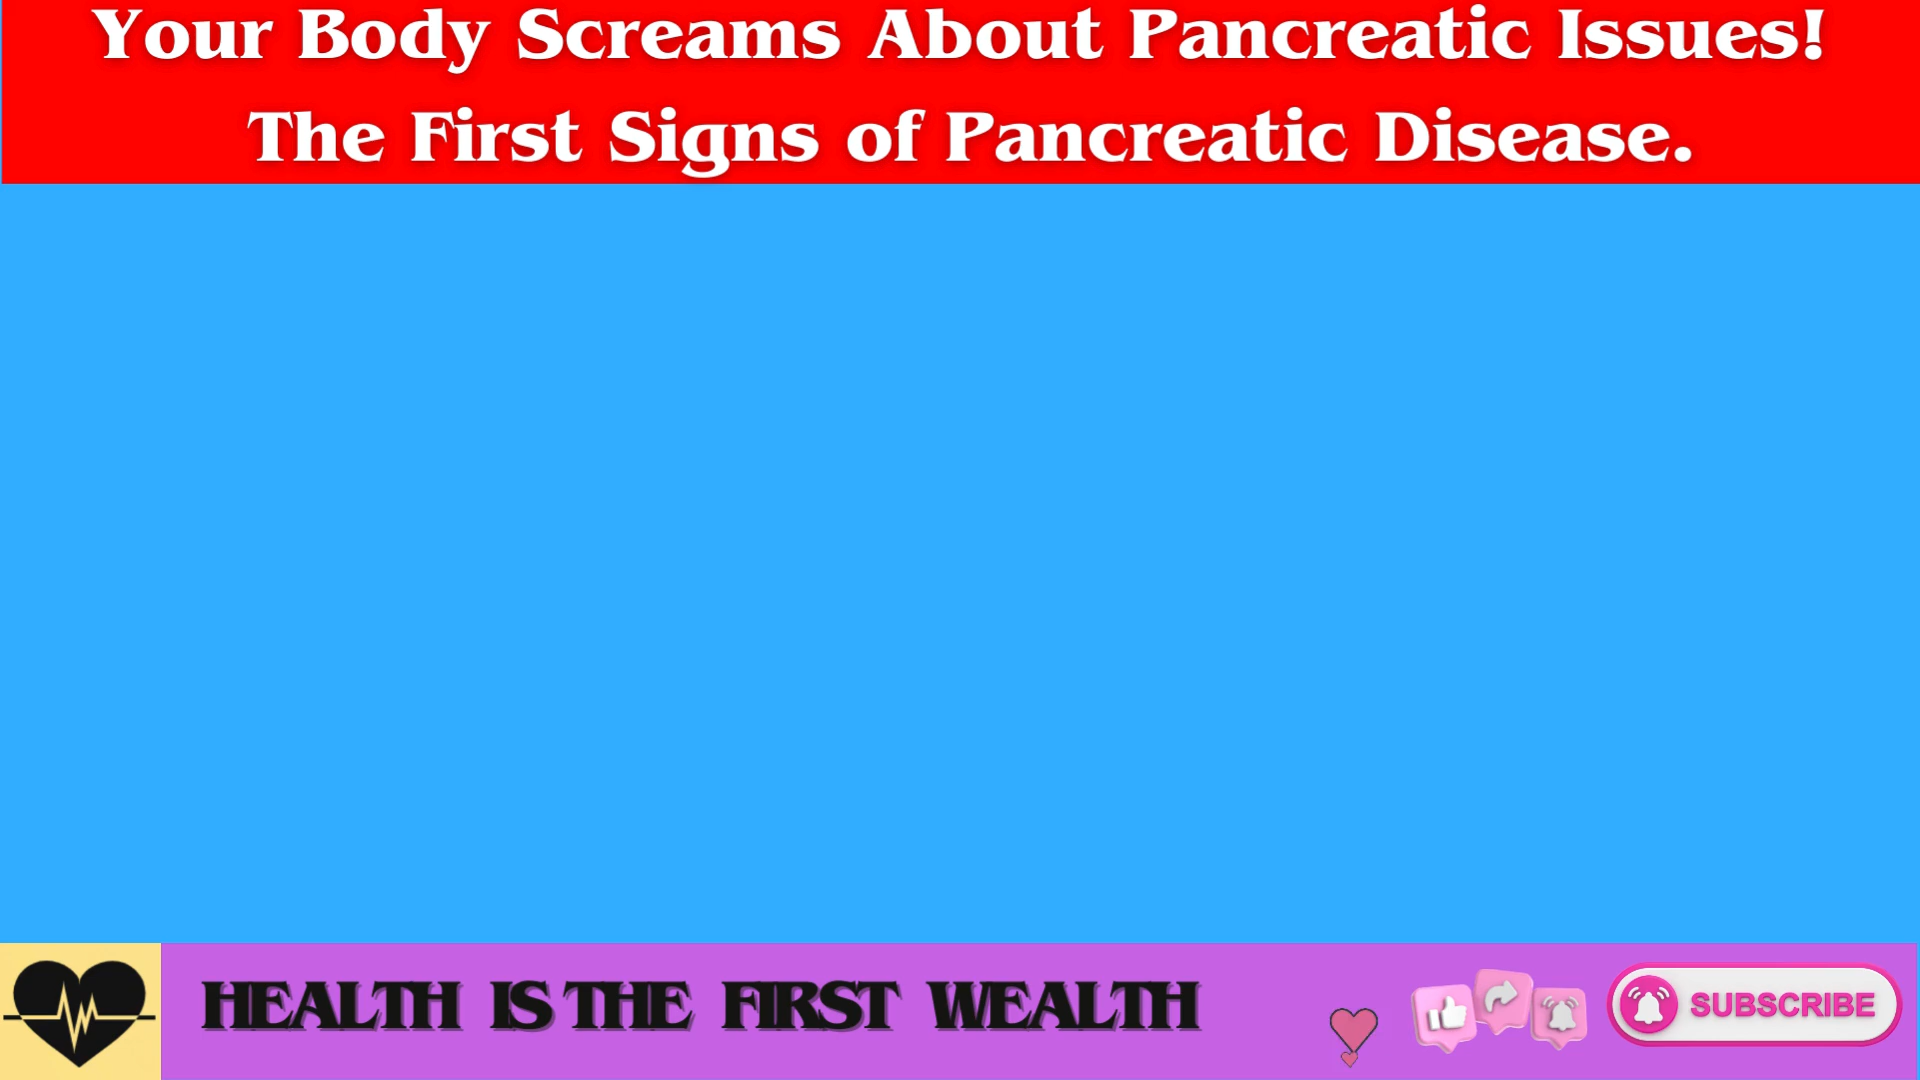 Your Body Screams About Pancreatic Issues!
The First Signs of Pancreatic Disease.
HEALTH IS THE FIRST WEALTH
SUBSCRIBE